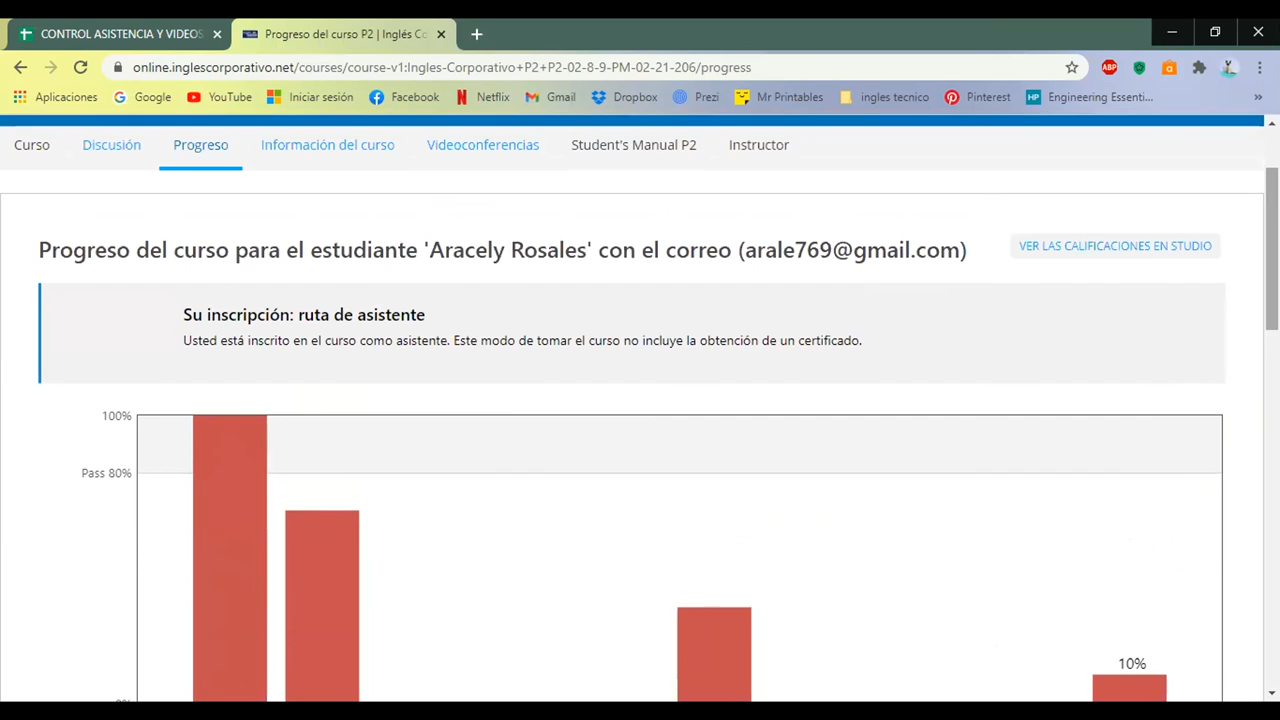 CONTROL ASISTENCIA Y VIDEOS
Progreso del curso P2 | Inglés Co
online.inglescorporativo.net/courses/course-v1:Ingles-Corporativo+P2+P2-02-8-9-PM-02-21-206/progress
ABP
Aplicaciones Google YouTube Iniciar sesión Facebook Netflix Gmail Dropbox Prezi Mr Printables ingles tecnico Pinterest HP Engineering Essenti... »
Curso Discusión Progreso Información del curso Videoconferencias Student's Manual P2 Instructor
Progreso del curso para el estudiante 'Aracely Rosales' con el correo (arale769@gmail.com)
VER LAS CALIFICACIONES EN STUDIO
Su inscripción: ruta de asistente
Usted está inscrito en el curso como asistente. Este modo de tomar el curso no incluye la obtención de un certificado.
100%
Pass 80%
10%